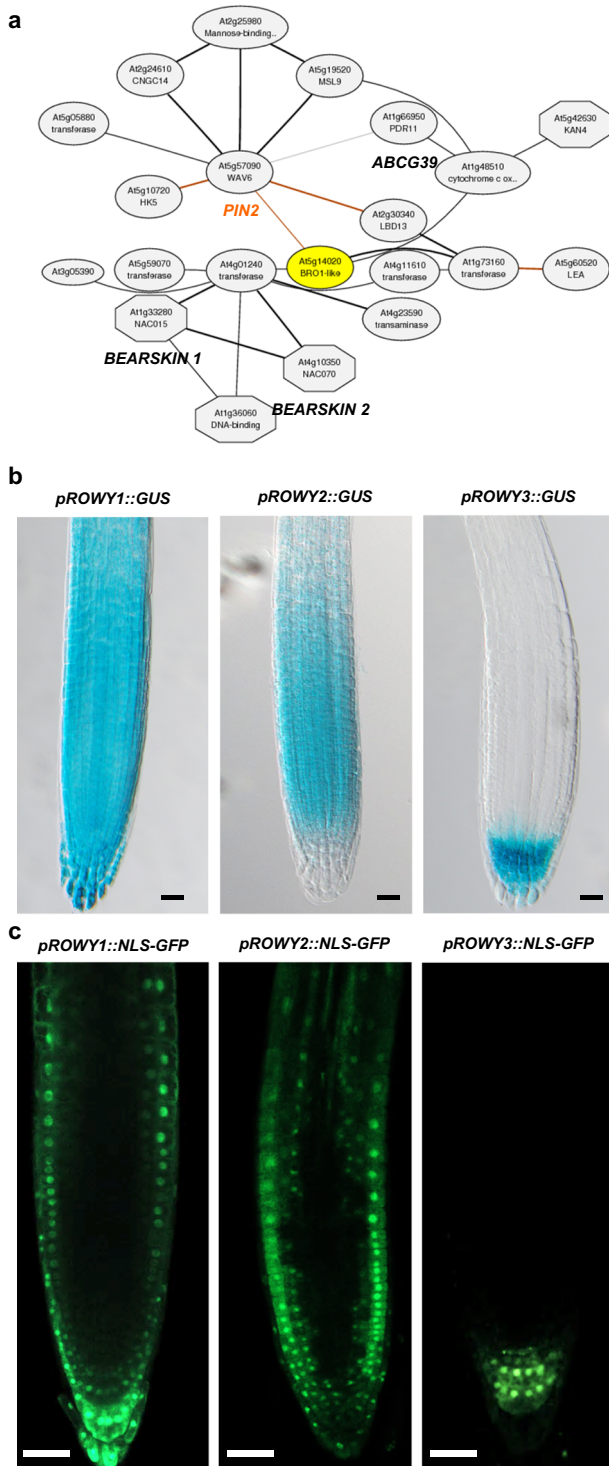 a
At2g25980
Mannose-binding..
At2g24610
CNGC14
At5g19520
MSL9
At5g05880
transferase
At1g66950
PDR11
At5g42630
KAN4
ABCG39
At5g57090
WAV6
At1g48510
cytochrome c ox..
At5g10720
HK5
PIN2
At2g30340
LBD13
At3g05390
At5g59070
transferase
At4g01240
transferase
At5g14020
BRO1-like
At4g11610
transferase
At1g73160
transferase
At5g60520
LEA
At1g33280
NAC015
At4g23590
transaminase
BEARSKIN 1
At4g10350
NAC070
BEARSKIN 2
At1g36060
DNA-binding
b
pROWY1::GUS
pROWY2::GUS
pROWY3::GUS
c
pROWY1::NLS-GFP
pROWY2::NLS-GFP
pROWY3::NLS-GFP